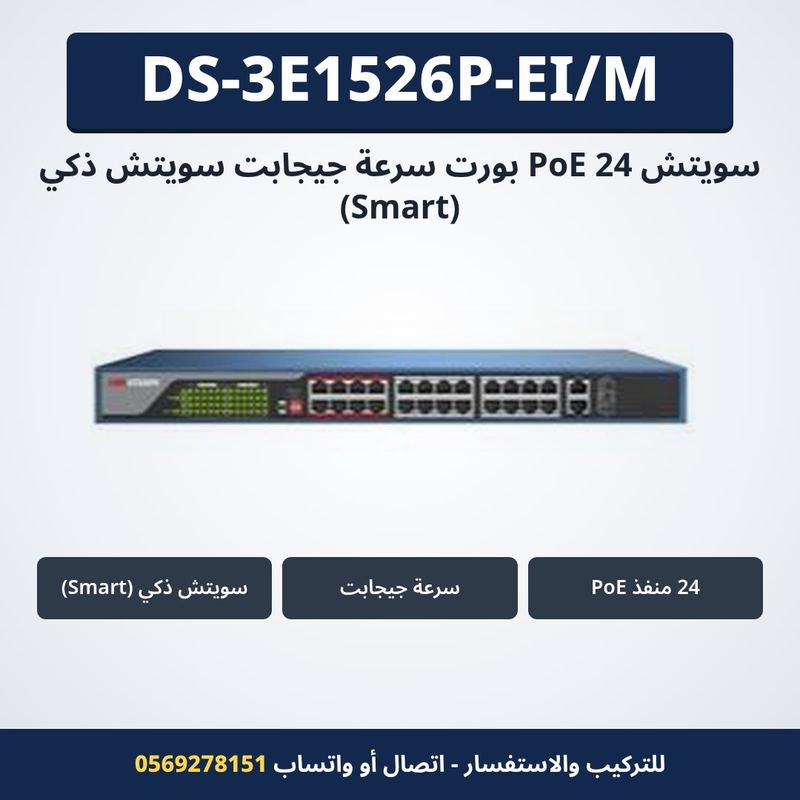 DS-3E1526P-EI/M
سويتش PoE 24 بورت سرعة جيجابت سويتش ذكي
(Smart)
HIKVISION
24 منفذ PoE
سرعة جيجابت
سويتش ذكي (Smart)
للتركيب والاستفسار - اتصال أو واتساب 0569278151